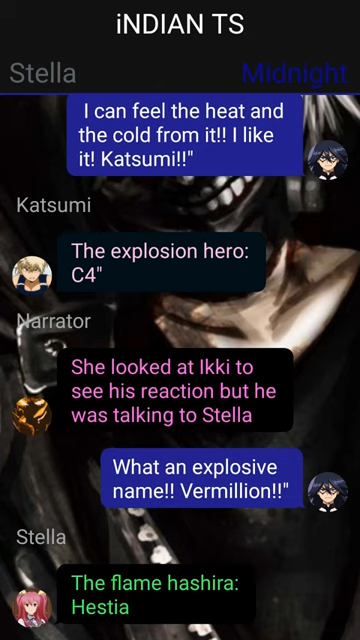 iNDIAN TS
Stella
Midnight
I can feel the heat and
the cold from it!! I like
it! Katsumi!!"
Katsumi
The explosion hero:
C4"
Narrator
She looked at Ikki to
see his reaction but he
was talking to Stella
What an explosive
name!! Vermillion!!"
Stella
The flame hashira:
Hestia